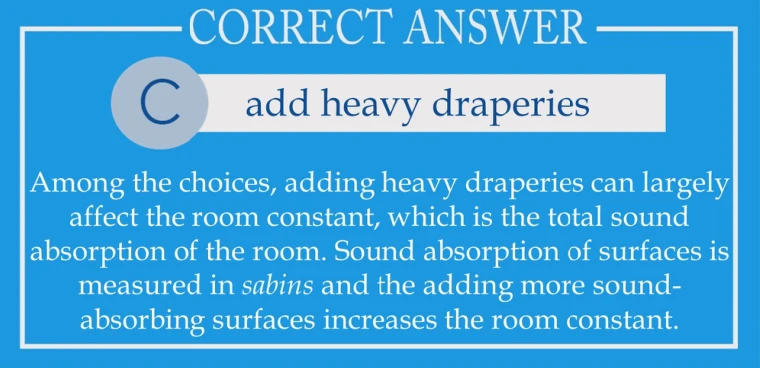 CORRECT ANSWER
C add heavy draperies
Among the choices, adding heavy draperies can largely
affect the room constant, which is the total sound
absorption of the room. Sound absorption of surfaces is
measured in sabins and the adding more sound-
absorbing surfaces increases the room constant.